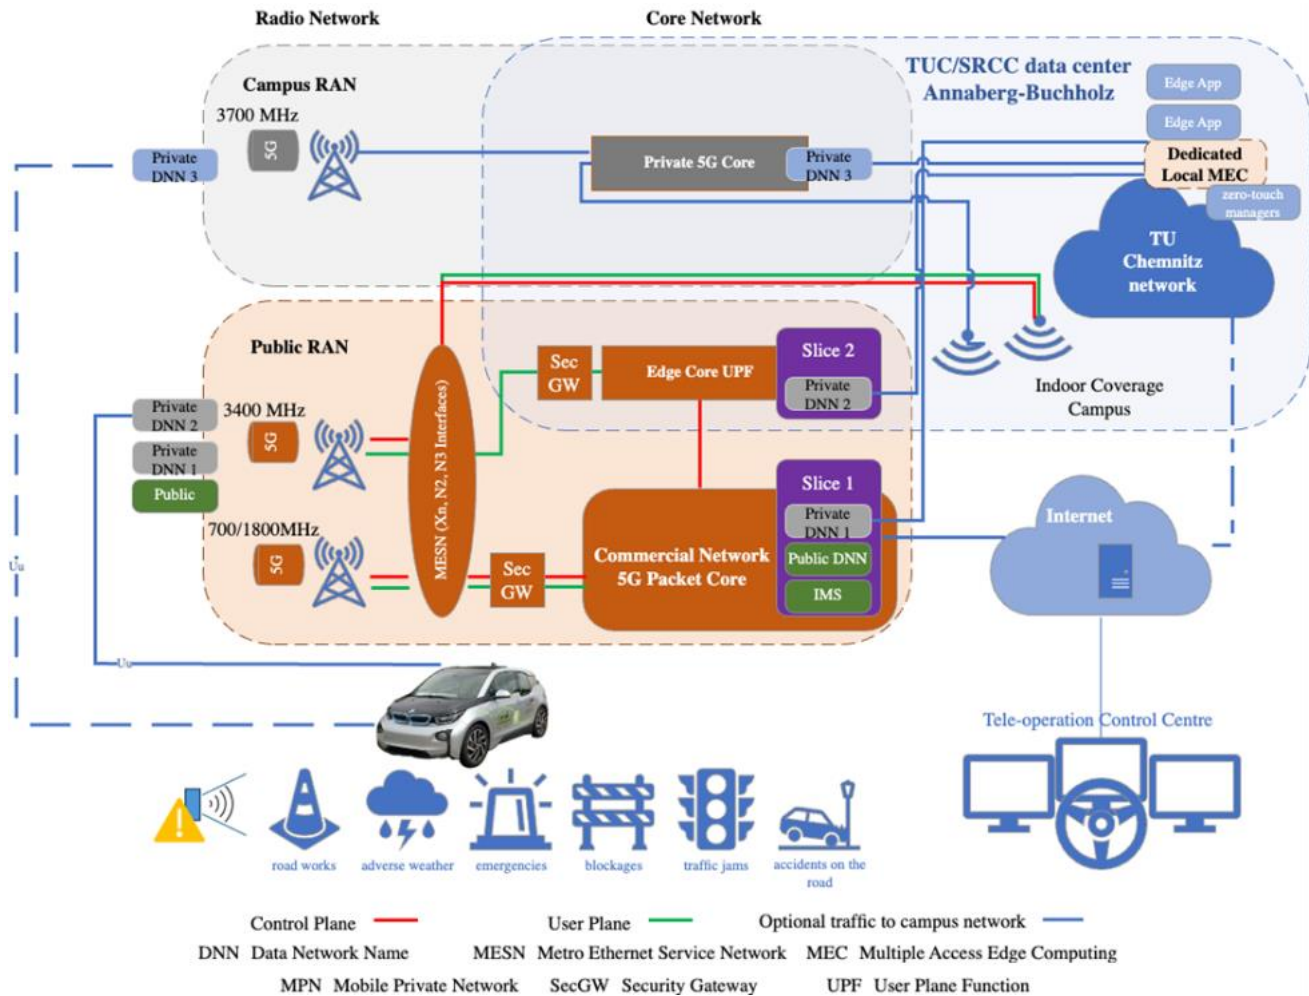 Radio Network
Core Network
Campus RAN
3700 MHz
5G
Private
DNN 3
Private 5G Core
Private
DNN 3
TUC/SRCC data center
Annaberg-Buchholz
Edge App
Edge App
Dedicated
Local MEC
zero-touch
managers
TU
Chemnitz
network
Public RAN
Private
DNN 2
3400 MHz
5G
Private
DNN 1
Public
700/1800MHz
5G
MESN (Xn, N2, N3 Interfaces)
Sec
GW
Edge Core UPF
Slice 2
Private
DNN 2
Indoor Coverage
Campus
Sec
GW
Commercial Network
5G Packet Core
Slice 1
Private
DNN 1
Public DNN
IMS
Internet
Uu
Uu
Tele-operation Control Centre
road works
adverse weather
emergencies
blockages
traffic jams
accidents on the
road
Control Plane
User Plane
Optional traffic to campus network
DNN Data Network Name
MESN Metro Ethernet Service Network
MEC Multiple Access Edge Computing
MPN Mobile Private Network
SecGW Security Gateway
UPF User Plane Function